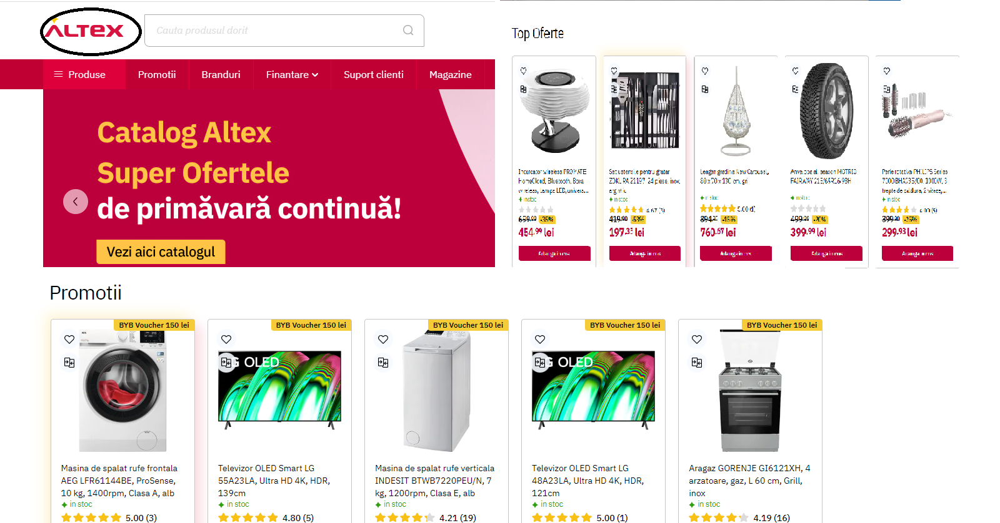 ALTEX
Cauta produsul dorit
Produse
Promotii
Branduri
Finantare
Suport clienti
Magazine
Catalog Altex
Super Ofertele
de primăvară continuă!
Vezi aici catalogul
Top Oferte
Incarcator wireless PROMATE
HomeCloud, Bluetooth, Boxa
wireless, Lampa LED, univers...
in stoc
699.99 -35%
454.99 lei
Adauga in cos
Set ustensile pentru gratar
ZOKURA Z1197, 24 piese, inox,
argintiu
in stoc
4.67 (3)
419.90 -53%
197.33 lei
Adauga in cos
Leagan gradina New Carousel,
in stoc
5.00 (1)
894.91 -15%
760.67 lei
Adauga in cos
Anvelopa all season MOTRIO
in stoc
499.99 -20%
399.99 lei
Adauga in cos
Perie rotativa PHILIPS Series
7000 BHA735/00, 1000W, 3
trepte de caldura, 2 viteze,...
in stoc
4.00 (5)
399.90 -25%
299.93 lei
Adauga in cos
Promotii
BYB Voucher 150 lei
Masina de spalat rufe frontala
AEG LFR61144BE, ProSense,
10 kg, 1400rpm, Clasa A, alb
in stoc
5.00 (3)
BYB Voucher 150 lei
G OLED
Televizor OLED Smart LG
55A23LA, Ultra HD 4K, HDR,
139cm
in stoc
4.80 (5)
BYB Voucher 150 lei
Masina de spalat rufe verticala
INDESIT BTWB7220PEU/N, 7
kg, 1200rpm, Clasa E, alb
in stoc
4.21 (19)
BYB Voucher 150 lei
G OLED
Televizor OLED Smart LG
48A23LA, Ultra HD 4K, HDR,
121cm
in stoc
5.00 (1)
BYB Voucher 150 lei
Aragaz GORENJE GI6121XH, 4
arzatoare, gaz, L 60 cm, Grill,
inox
in stoc
4.19 (16)